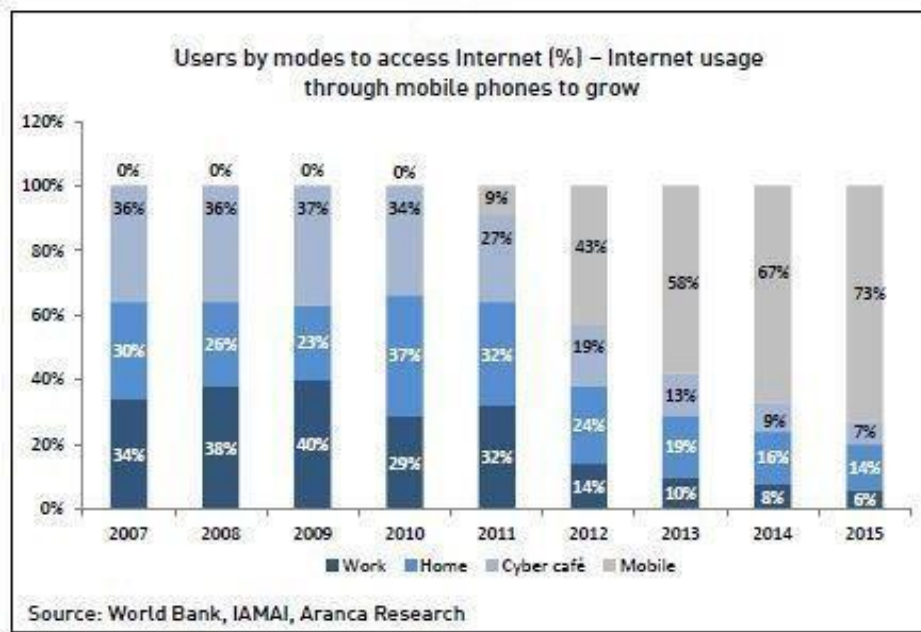 Users by modes to access Internet (%) – Internet usage
through mobile phones to grow
120%
100%
80%
60%
40%
20%
0%
0% 0% 0% 0% 9% 43% 58% 67% 73%
36% 36% 37% 34% 27% 19% 13% 9% 7%
30% 26% 23% 37% 32% 24% 19% 16% 14%
34% 38% 40% 29% 32% 14% 10% 8% 6%
2007 2008 2009 2010 2011 2012 2013 2014 2015
Work Home Cyber café Mobile
Source: World Bank, IAMAI, Aranca Research